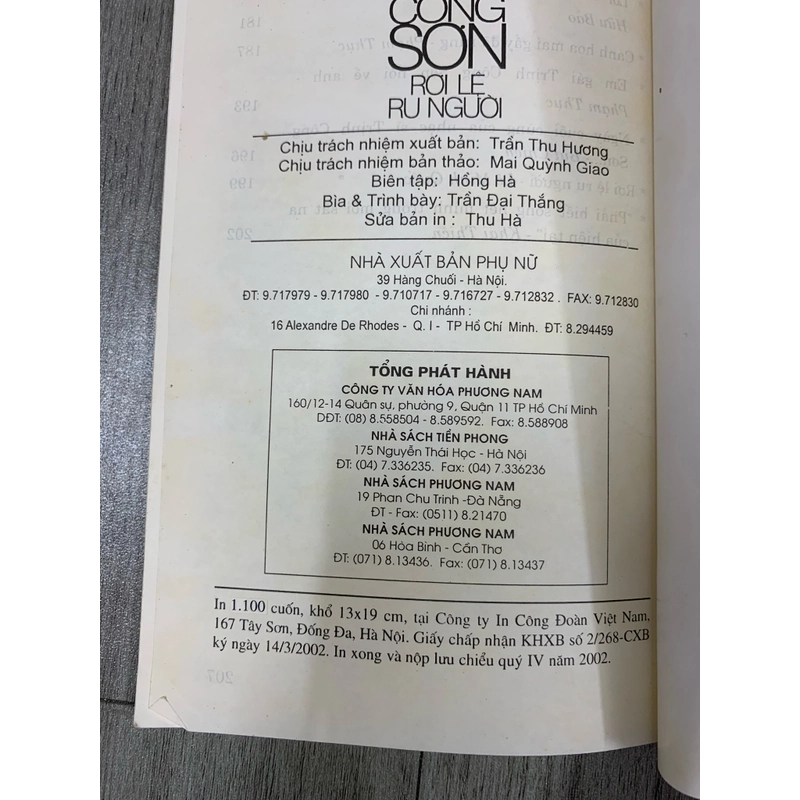 CÔNG
SƠN
RƠI LỆ
RU NGƯỜI
Chịu trách nhiệm xuất bản: Trần Thu Hương
Chịu trách nhiệm bản thảo: Mai Quỳnh Giao
Biên tập: Hồng Hà
Bìa & Trình bày: Trần Đại Thắng
Sửa bản in : Thu Hà
NHÀ XUẤT BẢN PHỤ NỮ
39 Hàng Chuối - Hà Nội.
ĐT: 9.717979 - 9.717980 - 9.710717 - 9.716727 - 9.712832 . FAX: 9.712830
Chi nhánh :
16 Alexandre De Rhodes - Q. I - TP Hồ Chí Minh. ĐT: 8.294459
TỔNG PHÁT HÀNH
CÔNG TY VĂN HÓA PHƯƠNG NAM
160/12-14 Quân sự, phường 9, Quận 11 TP Hồ Chí Minh
DĐT: (08) 8.558504 - 8.589592. Fax: 8.588908
NHÀ SÁCH TIỀN PHONG
175 Nguyễn Thái Học - Hà Nội
ĐT: (04) 7.336235. Fax: (04) 7.336236
NHÀ SÁCH PHƯƠNG NAM
19 Phan Chu Trinh -Đà Nẵng
ĐT - Fax: (0511) 8.21470
NHÀ SÁCH PHƯƠNG NAM
06 Hòa Bình - Cần Thơ
ĐT: (071) 8.13436. Fax: (071) 8.13437
In 1.100 cuốn, khổ 13x19 cm, tại Công ty In Công Đoàn Việt Nam,
167 Tây Sơn, Đống Đa, Hà Nội. Giấy chấp nhận KHXB số 2/268-CXB
ký ngày 14/3/2002. In xong và nộp lưu chiểu quý IV năm 2002.
207